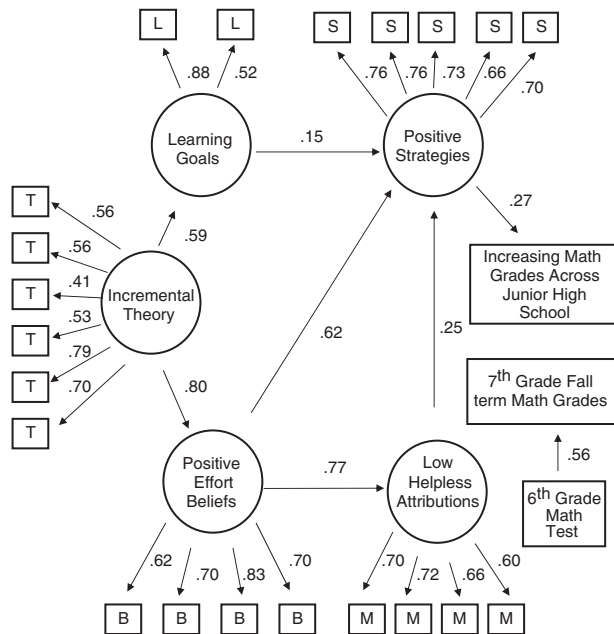 L L S S S S S
.88 .52 .76 .76 .73 .66 .70
Learning
Goals
.15
Positive
Strategies
T
T
T
T
T
T
.56
.56
.41
.53
.79
.70
.59
Incremental
Theory
.27
Increasing Math
Grades Across
Junior High
School
.62
.25
7th Grade Fall
term Math Grades
.80
.56
Positive
Effort
Beliefs
.77
Low
Helpless
Attributions
6th Grade
Math
Test
.62 .70 .83 .70 .70 .72 .66 .60
B B B B M M M M